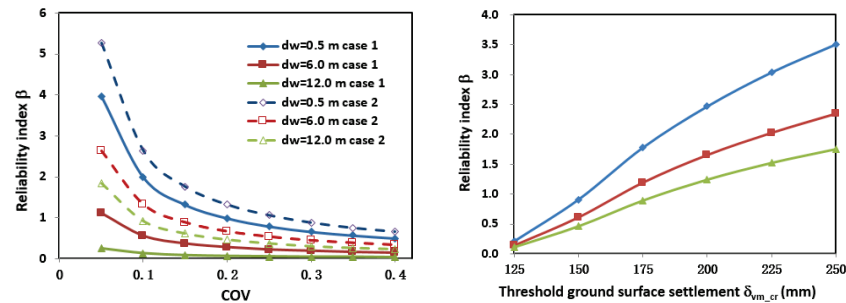 Reliability index β
6
5
4
3
2
1
0
0
0. 1
0. 2
0. 3
0. 4
COV
dw=0.5 m case 1
dw=6.0 m case 1
dw=12.0 m case 1
dw=0.5 m case 2
dw=6.0 m case 2
dw=12.0 m case 2
Reliability index β
4.0
3.5
3.0
2.5
2.0
1.5
1.0
0.5
0.0
125
150
175
200
225
250
Threshold ground surface settlement δvm_cr (mm)